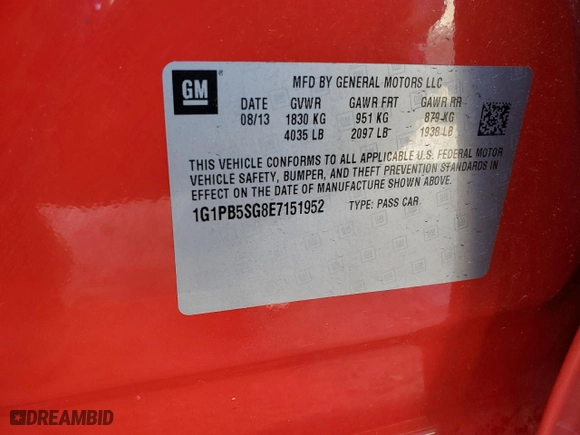 GM ®
MFD BY GENERAL MOTORS LLC
DATE GVWR GAWR FRT GAWR RR
08/13 1830 KG 951 KG 879 KG
4035 LB 2097 LB 1938 LB
THIS VEHICLE CONFORMS TO ALL APPLICABLE U.S. FEDERAL MOTOR
VEHICLE SAFETY, BUMPER, AND THEFT PREVENTION STANDARDS IN
EFFECT ON THE DATE OF MANUFACTURE SHOWN ABOVE.
1G1PB5SG8E7151952 TYPE: PASS CAR
DREAMBID